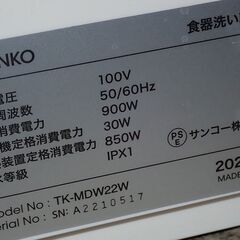 NKO
食器洗い
電圧 100V
周波数 50/60Hz
消費電力 900W
機定格消費電力 30W
装置定格消費電力 850W
水等級 IPX1
PSE サンコー株
202
MADE
Model No.: TK-MDW22W
Serial No.: SN: A2210517